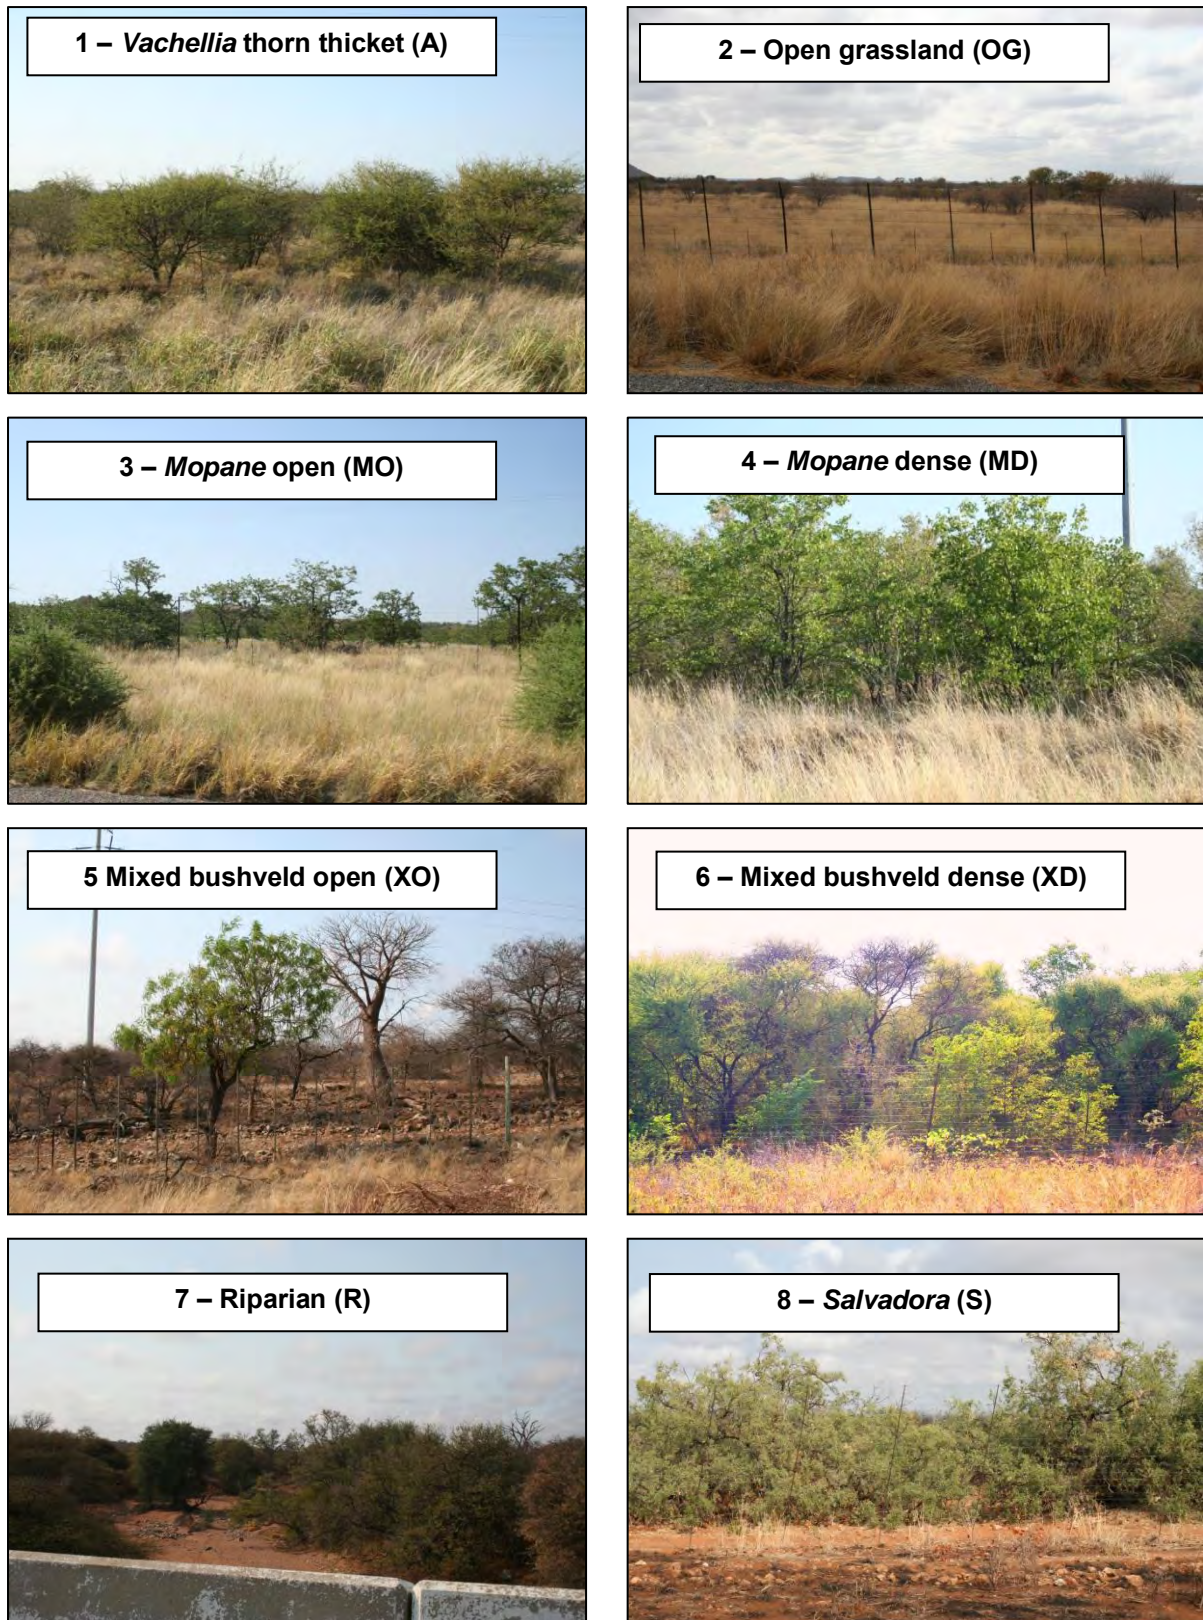 1 – Vachellia thorn thicket (A)
2 – Open grassland (OG)
3 – Mopane open (MO)
4 – Mopane dense (MD)
5 Mixed bushveld open (XO)
6 – Mixed bushveld dense (XD)
7 – Riparian (R)
8 – Salvadora (S)